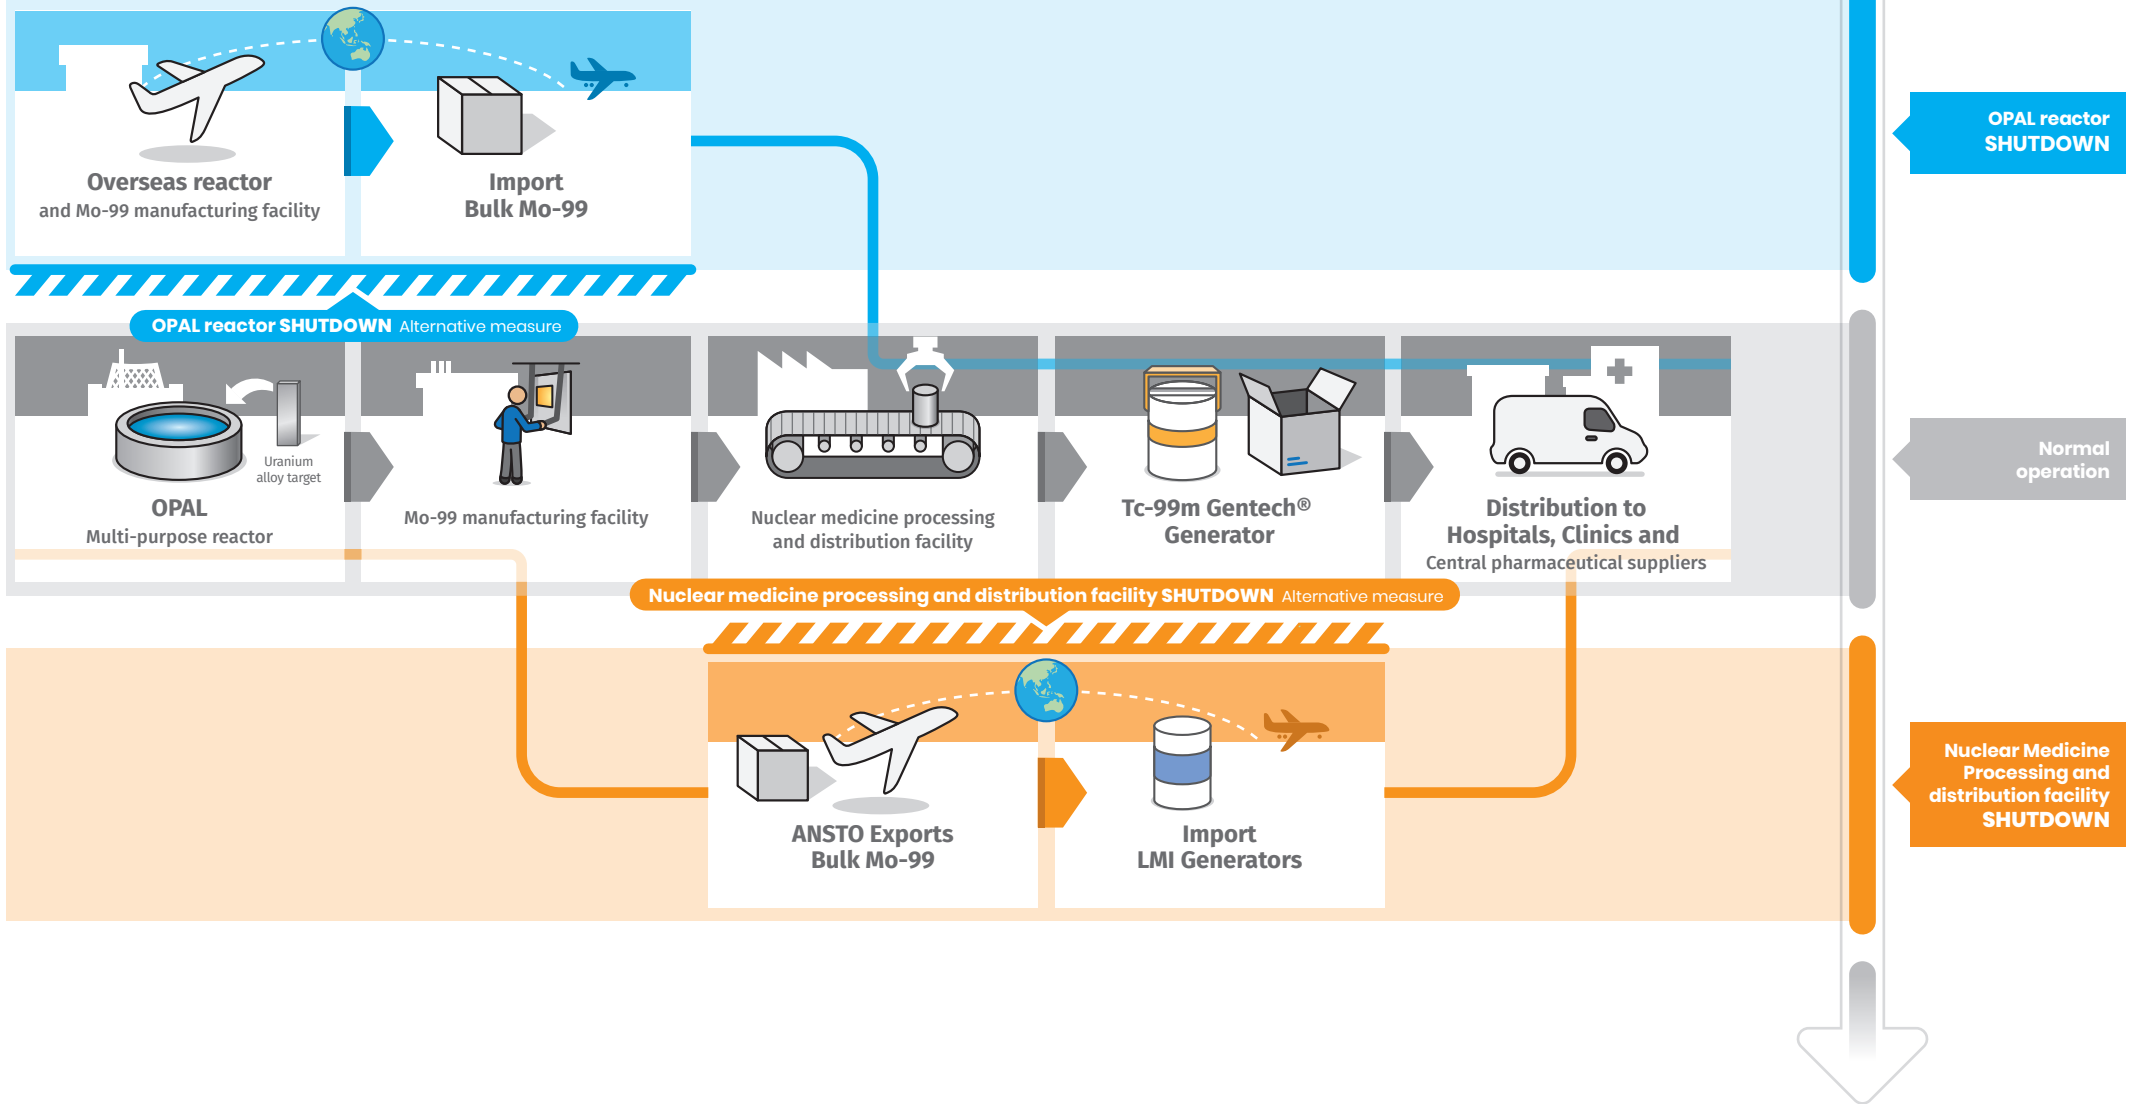 OPAL reactor
SHUTDOWN
Overseas reactor
and Mo-99 manufacturing facility
Import
Bulk Mo-99
OPAL reactor SHUTDOWN Alternative measure
Uranium
alloy target
OPAL
Multi-purpose reactor
Mo-99 manufacturing facility
Nuclear medicine processing
and distribution facility
Tc-99m Gentech®
Generator
Distribution to
Hospitals, Clinics and
Central pharmaceutical suppliers
Normal
operation
Nuclear medicine processing and distribution facility SHUTDOWN Alternative measure
ANSTO Exports
Bulk Mo-99
Import
LMI Generators
Nuclear Medicine
Processing and
distribution facility
SHUTDOWN